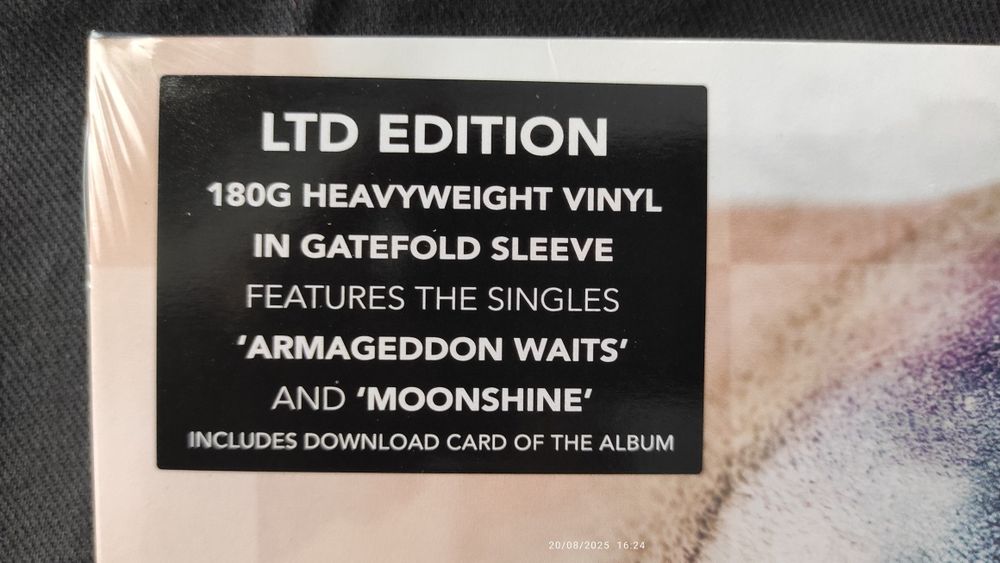 LTD EDITION
180G HEAVYWEIGHT VINYL
IN GATEFOLD SLEEVE
FEATURES THE SINGLES
‘ARMAGEDDON WAITS’
AND ‘MOONSHINE’
INCLUDES DOWNLOAD CARD OF THE ALBUM
20/08/2025 16:24